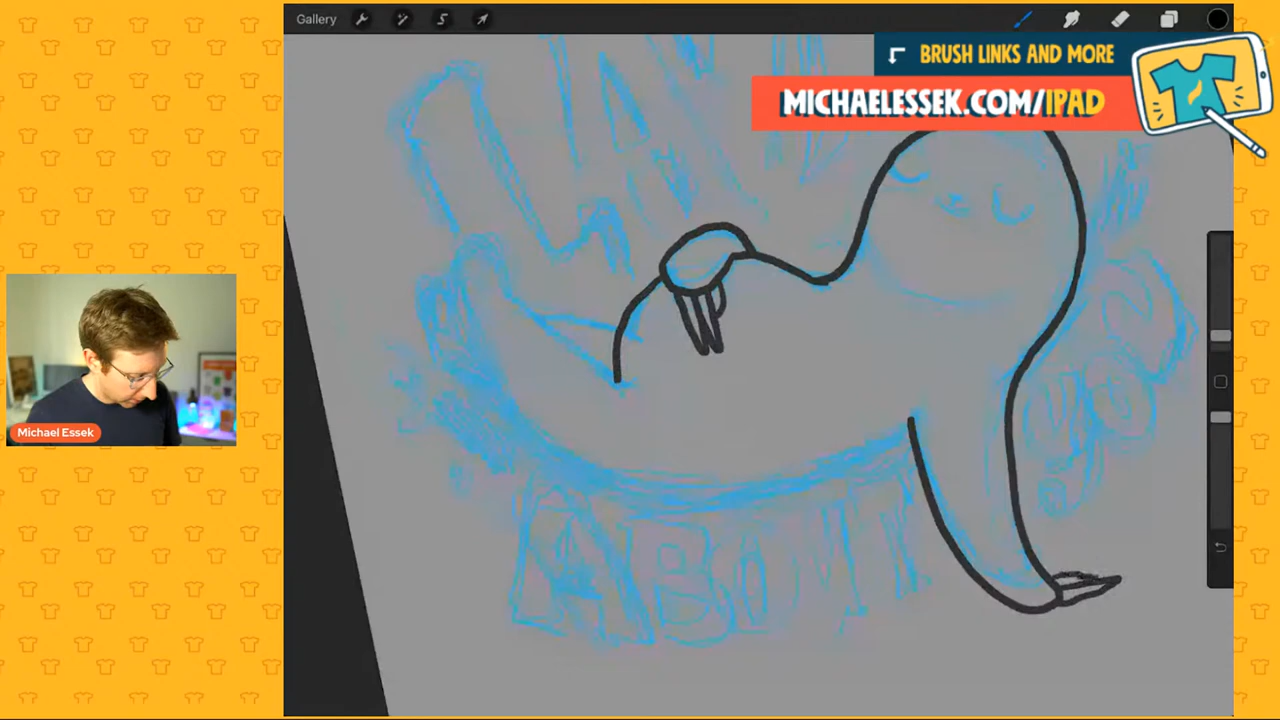 Gallery
BRUSH LINKS AND MORE
MICHAELESSEK.COM/IPAD
Michael Essek
ABOUT